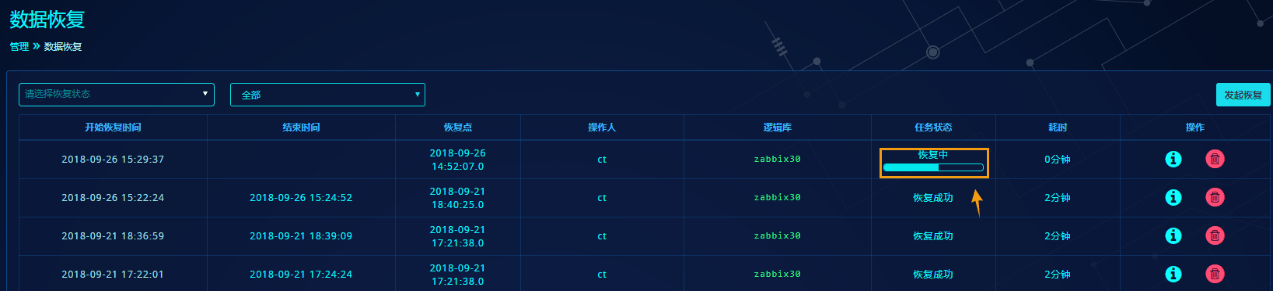 数据恢复
管理 » 数据恢复
请选择恢复状态 全部 发起恢复
开始恢复时间 结束时间 恢复点 操作人 逻辑库 任务状态 耗时 操作
2018-09-26 15:29:37 2018-09-26 14:52:07.0 ct zabbix30 恢复中 0分钟
2018-09-26 15:22:24 2018-09-26 15:24:52 2018-09-21 18:40:25.0 ct zabbix30 恢复成功 2分钟
2018-09-21 18:36:59 2018-09-21 18:39:09 2018-09-21 17:21:38.0 ct zabbix30 恢复成功 2分钟
2018-09-21 17:22:01 2018-09-21 17:24:24 2018-09-21 17:21:38.0 ct zabbix30 恢复成功 2分钟